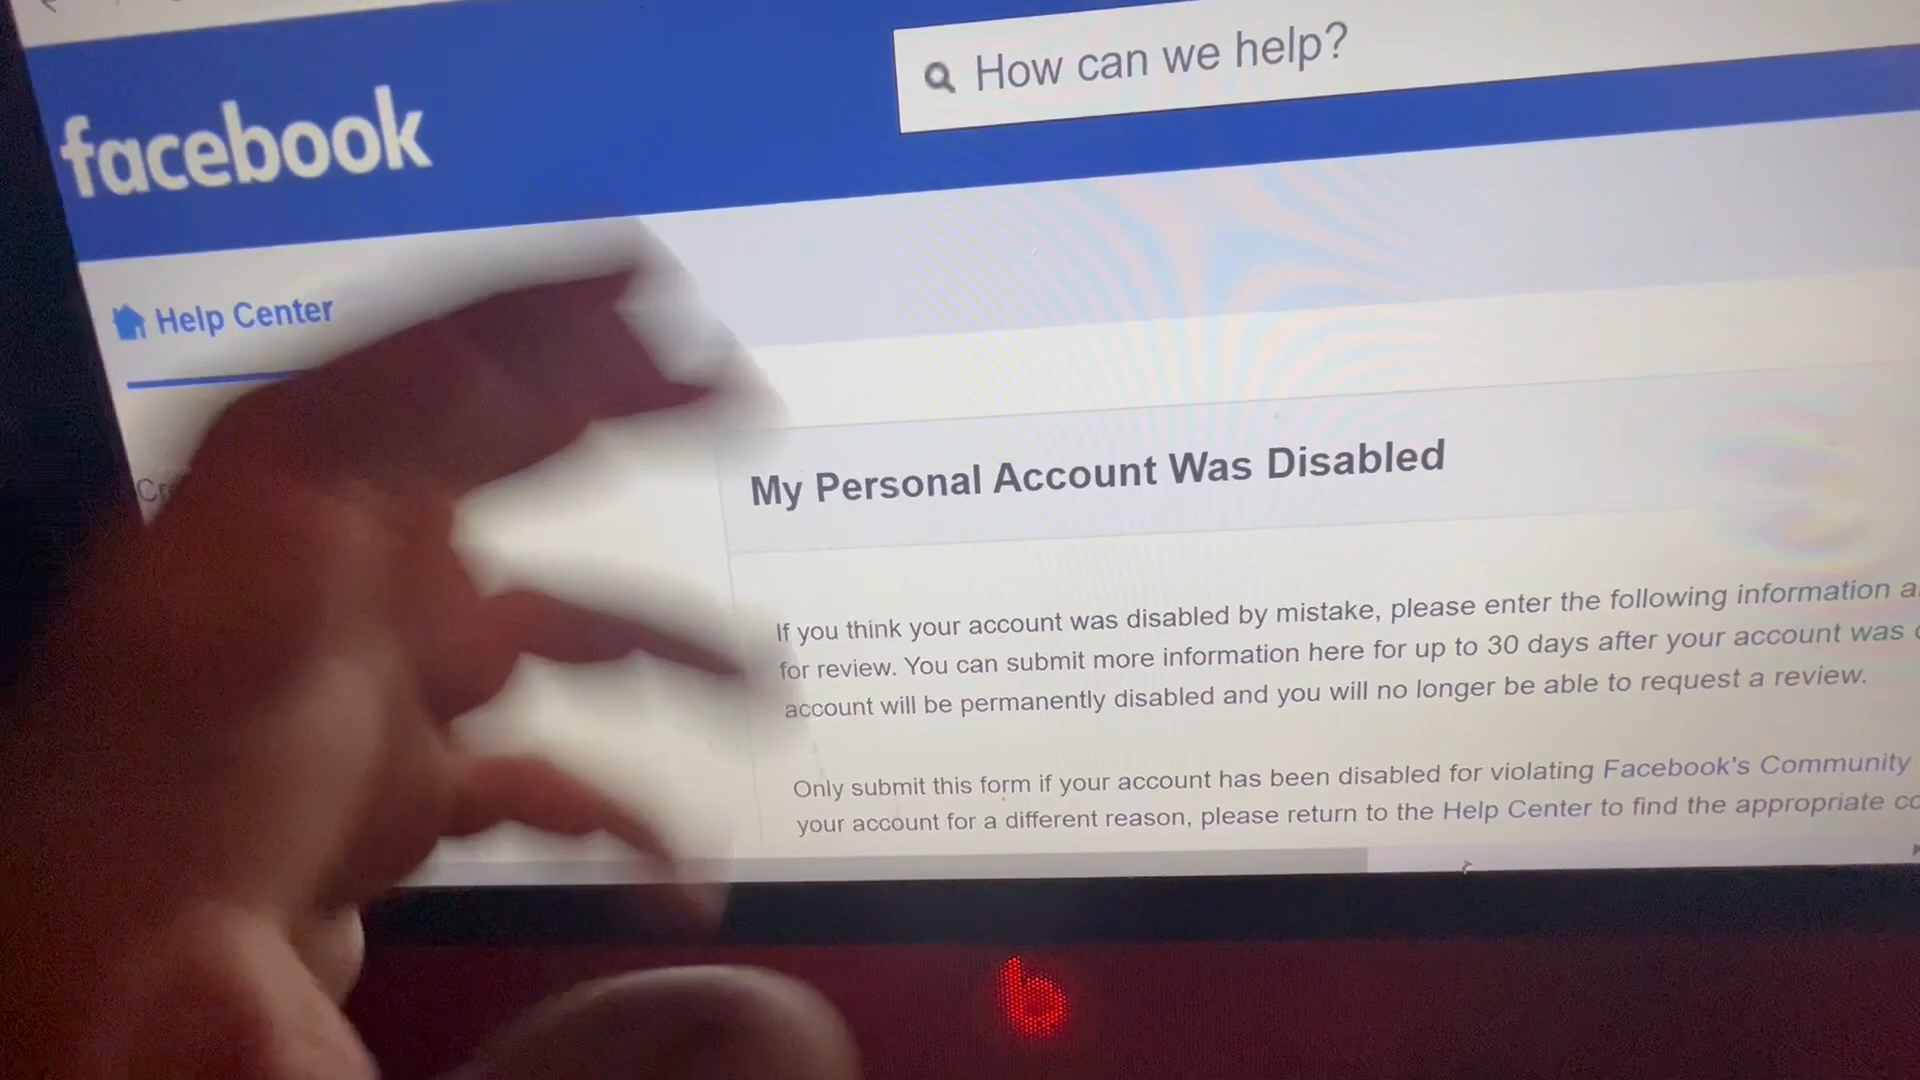 facebook
How can we help?
Help Center
My Personal Account Was Disabled
If you think your account was disabled by mistake, please enter the following information
for review. You can submit more information here for up to 30 days after your account was
account will be permanently disabled and you will no longer be able to request a review.
Only submit this form if your account has been disabled for violating Facebook's Community
your account for a different reason, please return to the Help Center to find the appropriate
b